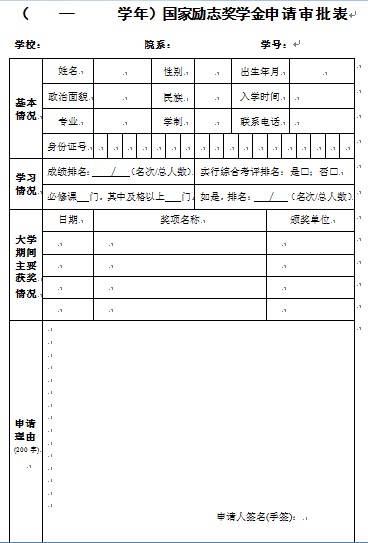 （ — 学年）国家励志奖学金申请审批表
学校： 院系： 学号：
基本情况 姓名 性别 出生年月
政治面貌 民族 入学时间
专业 学制 联系电话
身份证号
学习情况 成绩排名：___/___（名次/总人数） 实行综合考评排名：是□；否□
必修课___门，其中及格以上___门 如是，排名：___/___（名次/总人数）
大学期间主要获奖情况 日期 奖项名称 颁奖单位
申请理由
(200字)
申请人签名(手签)：